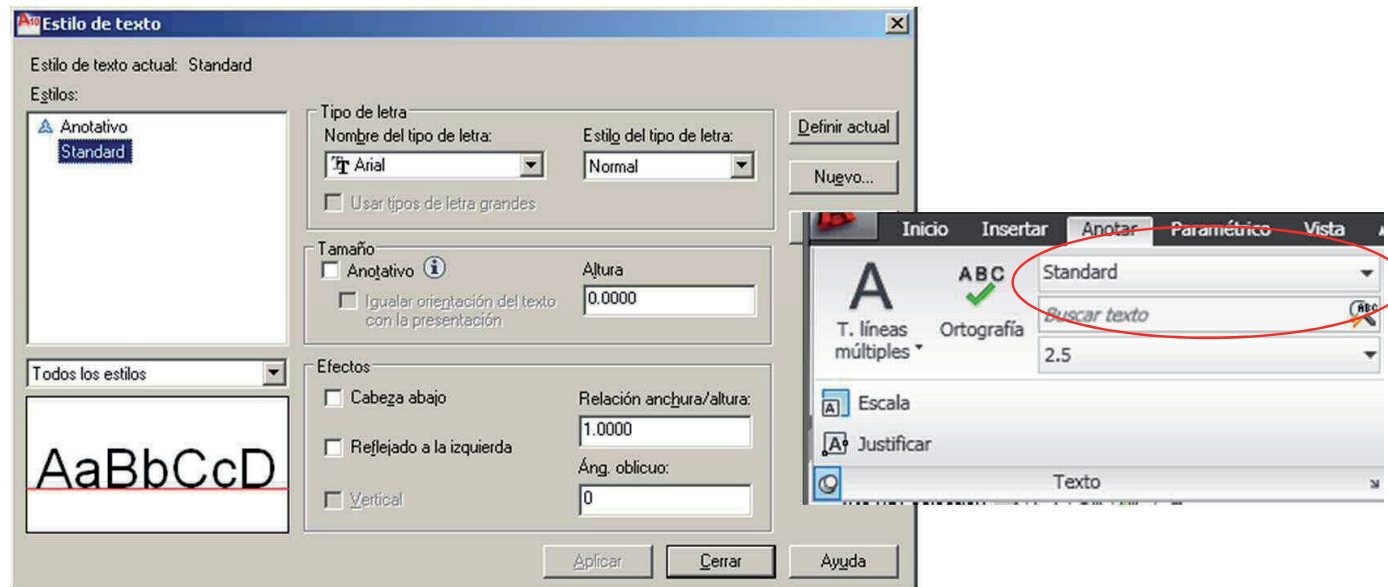 Estilo de texto
Estilo de texto actual: Standard
Estilos:
Anotativo
Standard
Todos los estilos
AaBbCcD
Tipo de letra
Nombre del tipo de letra:
Arial
Estilo del tipo de letra:
Normal
Usar tipos de letra grandes
Tamaño
Anotativo
Igualar orientación del texto
con la presentación
Altura
0.0000
Efectos
Cabeza abajo
Reflejado a la izquierda
Vertical
Relación anchura/altura:
1.0000
Áng. oblicuo:
0
Definir actual
Nuevo...
Aplicar
Cerrar
Ayuda
Inicio Insertar Anotar Paramétrico Vista
A
T. líneas
múltiples
ABC
Ortografía
Standard
Buscar texto
ABC
2.5
Escala
Justificar
Texto